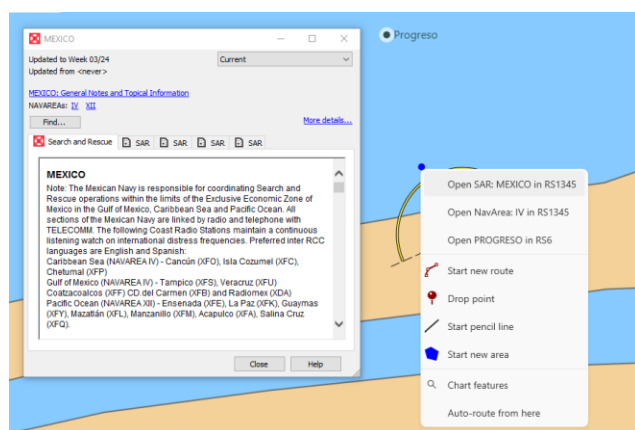 MEXICO
Updated to Week 03/24
Current
Updated from <never>
MEXICO: General Notes and Topical Information
NAVAREAs: IV XII
Find...
More details...
Search and Rescue
SAR
SAR
SAR
SAR
MEXICO
Note: The Mexican Navy is responsible for coordinating Search and
Rescue operations within the limits of the Exclusive Economic Zone of
Mexico in the Gulf of Mexico, Caribbean Sea and Pacific Ocean. All
sections of the Mexican Navy are linked by radio and telephone with
TELECOMM. The following Coast Radio Stations maintain a continuous
listening watch on international distress frequencies. Preferred inter RCC
languages are English and Spanish:
Caribbean Sea (NAVAREA IV) - Cancún (XFO), Isla Cozumel (XFC),
Chetumal (XFP)
Gulf of Mexico (NAVAREA IV) - Tampico (XFS), Veracruz (XFU)
Coatzacoalcos (XFF) CD.del Carmen (XFB) and Radiomex (XDA)
Pacific Ocean (NAVAREA XII) - Ensenada (XFE), La Paz (XFK), Guaymas
(XFY), Mazatlán (XFL), Manzanillo (XFM), Acapulco (XFA), Salina Cruz
(XFQ).
Close
Help
Progreso
Open SAR: MEXICO in RS1345
Open NavArea: IV in RS1345
Open PROGRESO in RS6
Start new route
Drop point
Start pencil line
Start new area
Chart features
Auto-route from here